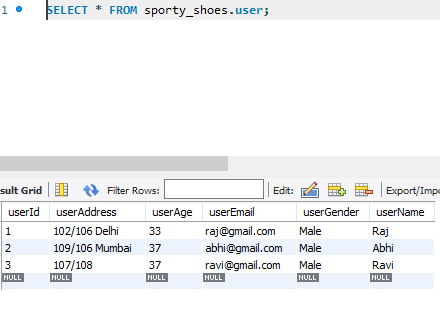 1 SELECT * FROM sporty_shoes.user;
sult Grid Filter Rows: Edit: Export/Impo
userId userAddress userAge userEmail userGender userName
1 102/106 Delhi 33 raj@gmail.com Male Raj
2 109/106 Mumbai 37 abhi@gmail.com Male Abhi
3 107/108 37 ravi@gmail.com Male Ravi
NULL NULL NULL NULL NULL NULL